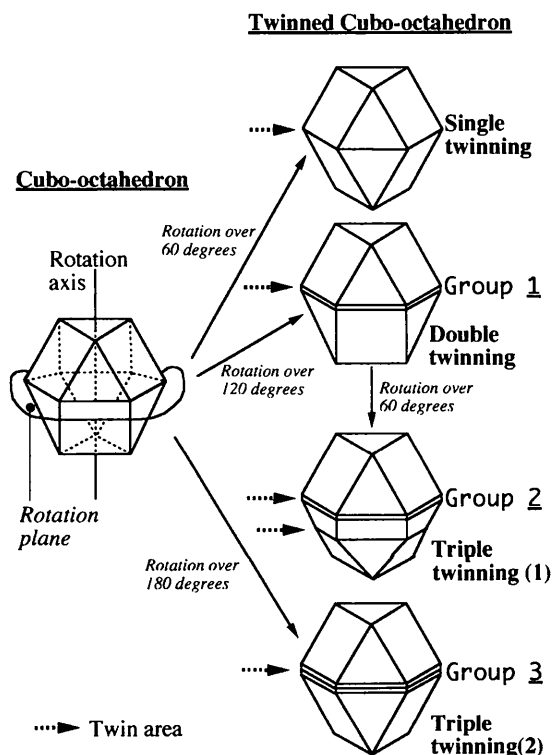 Twinned Cubo-octahedron
Single
twinning
Cubo-octahedron
Rotation over
60 degrees
Rotation
axis
Group 1
Double
twinning
Rotation over
120 degrees
Rotation over
60 degrees
Rotation
plane
Group 2
Triple
twinning (1)
Rotation over
180 degrees
Group 3
Triple
twinning(2)
Twin area